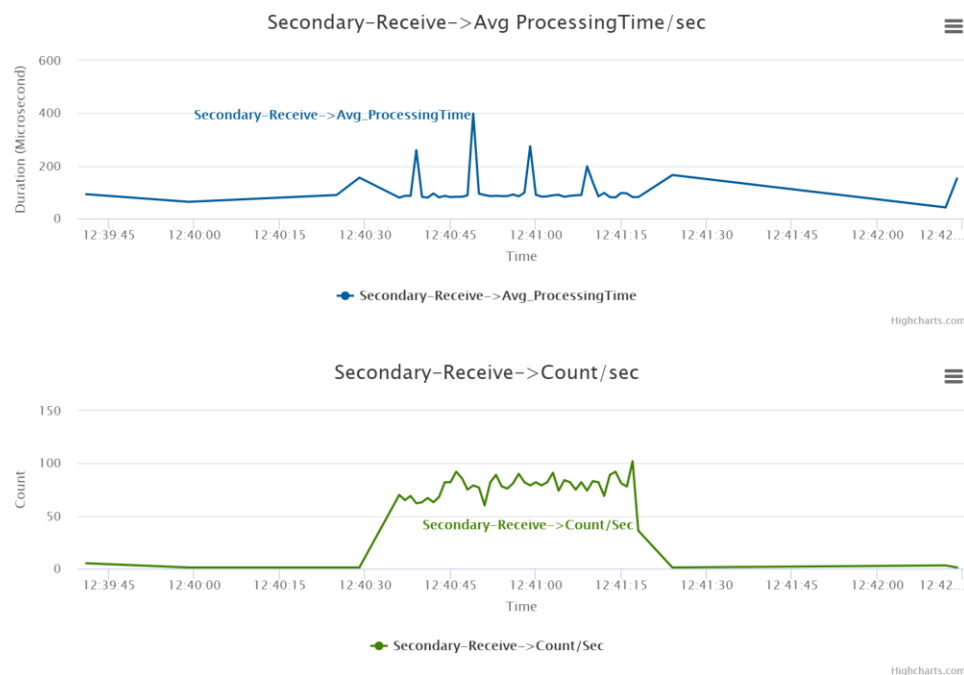 Secondary-Receive->Avg ProcessingTime/sec
600
400
200
0
Duration (Microsecond)
Secondary-Receive->Avg_ProcessingTime
12:39:45 12:40:00 12:40:15 12:40:30 12:40:45 12:41:00 12:41:15 12:41:30 12:41:45 12:42:00 12:42...
Time
Secondary-Receive->Avg_ProcessingTime
Highcharts.com
Secondary-Receive->Count/sec
150
100
50
0
Count
Secondary-Receive->Count/Sec
12:39:45 12:40:00 12:40:15 12:40:30 12:40:45 12:41:00 12:41:15 12:41:30 12:41:45 12:42:00 12:42...
Time
Secondary-Receive->Count/Sec
Highcharts.com